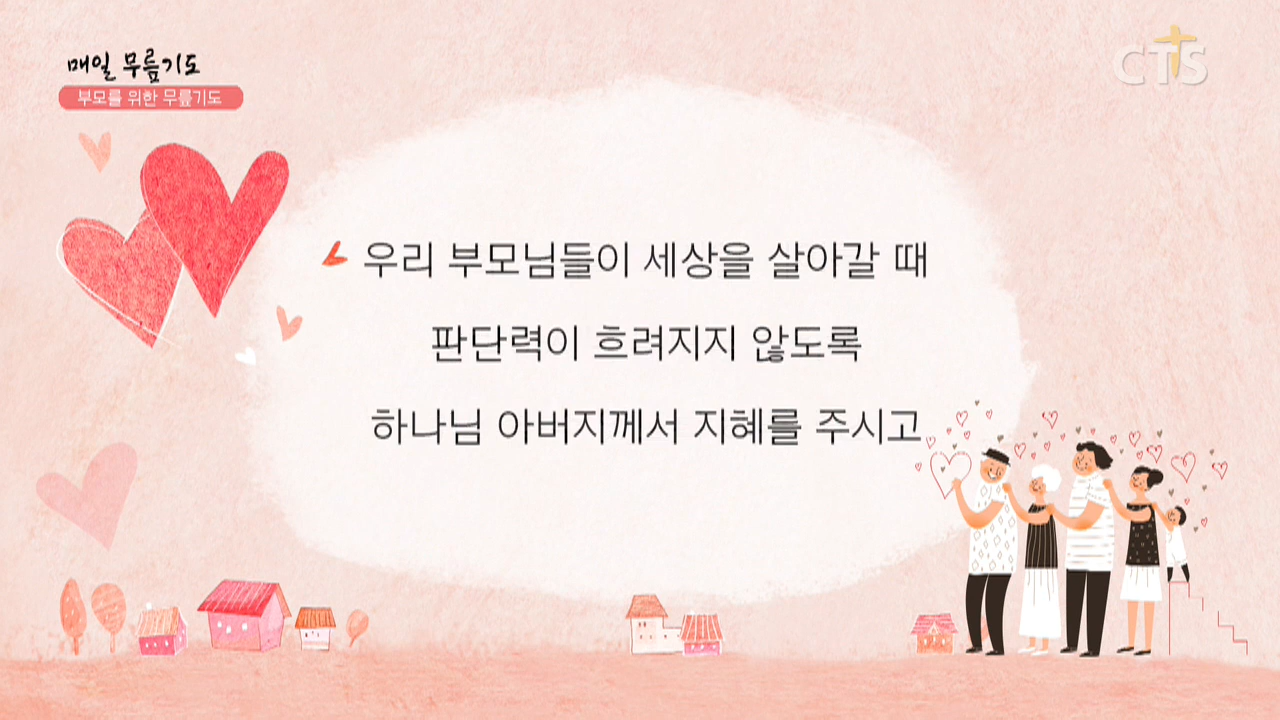 매일 무릎기도
부모를 위한 무릎기도
CTS
우리 부모님들이 세상을 살아갈 때
판단력이 흐려지지 않도록
하나님 아버지께서 지혜를 주시고